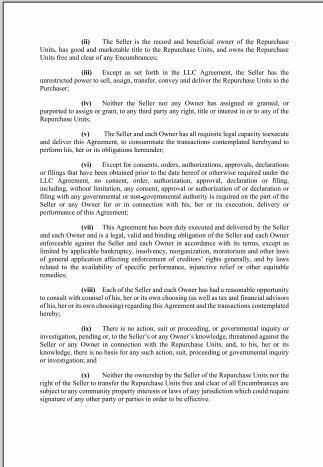 (ii) The Seller is the record and beneficial owner of the Repurchase
Units, has good and marketable title to the Repurchase Units, and owns the Repurchase
Units free and clear of any Encumbrances;
(iii) Except as set forth in the LLC Agreement, the Seller has the
unrestricted power to sell, assign, transfer, convey and deliver the Repurchase Units to the
Purchaser;
(iv) Neither the Seller nor any Owner has assigned or granted, or
purported to assign or grant, to any third party any right, title or interest in or to any of the
Repurchase Units;
(v) The Seller and each Owner has all requisite legal capacity toexecute
and deliver this Agreement, to consummate the transactions contemplated herebyand to
perform his, her or its obligations hereunder;
(vi) Except for consents, orders, authorizations, approvals, declarations
or filings that have been obtained prior to the date hereof or otherwise required under the
LLC Agreement, no consent, order, authorization, approval, declaration or filing,
including, without limitation, any consent, approval or authorization of or declaration or
filing with any governmental or non-governmental authority is required on the part of the
Seller or any Owner for or in connection with his, her or its execution, delivery or
performance of this Agreement;
(vii) This Agreement has been duly executed and delivered by the Seller
and each Owner and is a legal, valid and binding obligation of the Seller and each Owner
enforceable against the Seller and each Owner in accordance with its terms, except as
limited by applicable bankruptcy, insolvency, reorganization, moratorium and other laws
of general application affecting enforcement of creditors' rights generally, and by laws
related to the availability of specific performance, injunctive relief or other equitable
remedies;
(viii) Each of the Seller and each Owner has had a reasonable opportunity
to consult with counsel of his, her or its own choosing (as well as tax and financial advisors
of his, her or its own choosing) regarding this Agreement and the transactions contemplated
hereby;
(ix) There is no action, suit or proceeding, or governmental inquiry or
investigation, pending or, to the Seller's or any Owner's knowledge, threatened against the
Seller or any Owner in connection with the Repurchase Units, and, to his, her or its
knowledge, there is no basis for any such action, suit, proceeding or governmental inquiry
or investigation; and
(x) Neither the ownership by the Seller of the Repurchase Units nor the
right of the Seller to transfer the Repurchase Units free and clear of all Encumbrances are
subject to any community property interests or laws of any jurisdiction which could require
signature of any other party or parties in order to be effective.